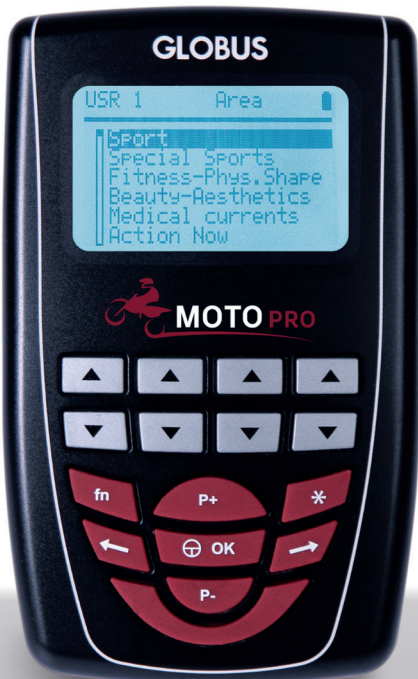 GLOBUS
USR 1 Area
Sport
Special Sports
Fitness-Phys.Shape
Beauty-Aesthetics
Medical currents
Action Now
MOTO PRO
fn P+ *
OK
P-